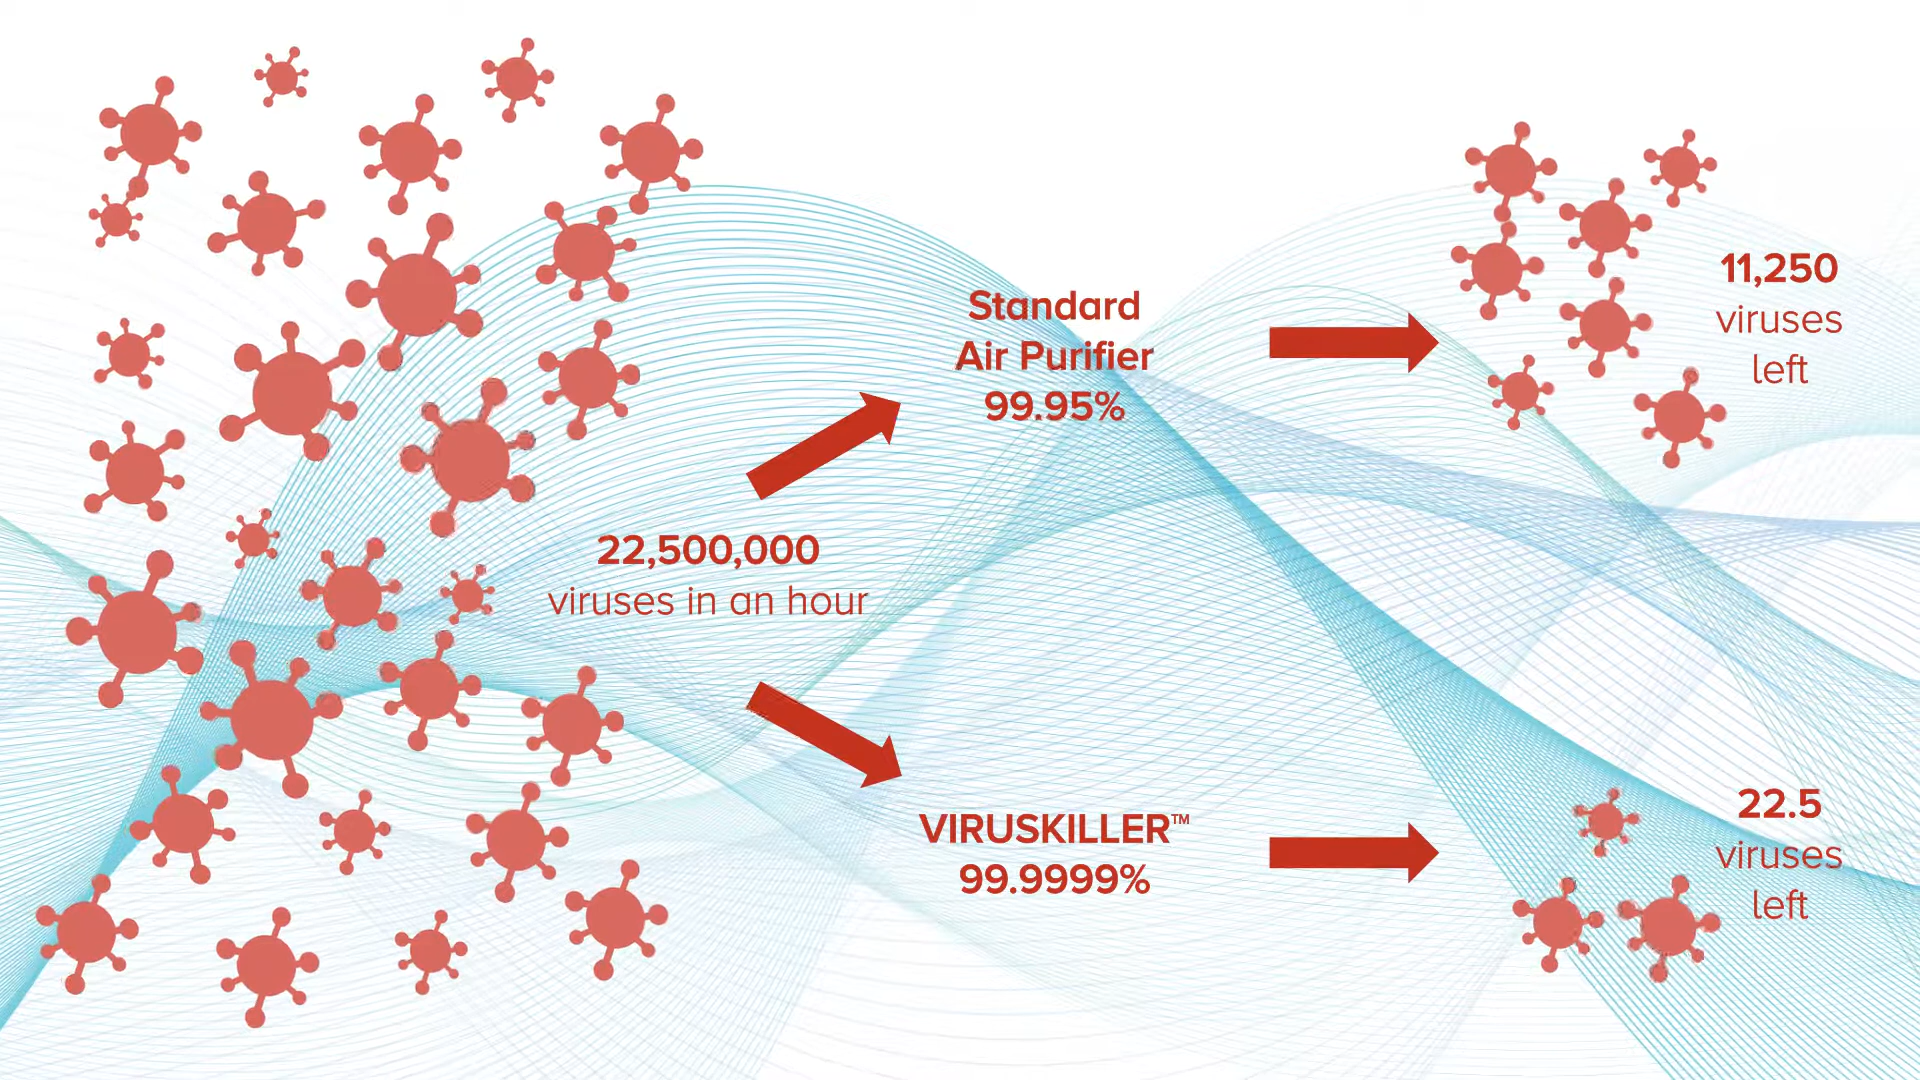 22,500,000
viruses in an hour
Standard
Air Purifier
99.95%
11,250
viruses
left
VIRUSKILLER™
99.9999%
22.5
viruses
left